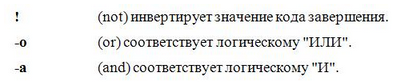 ! (not) инвертирует значение кода завершения.
-o (or) соответствует логическому "ИЛИ".
-a (and) соответствует логическому "И".